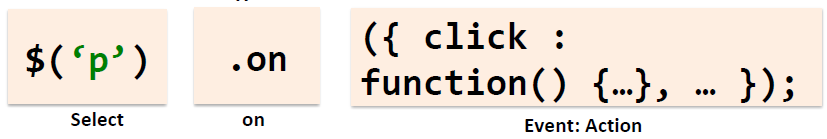 $(‘p’)
.on
({ click :
function() {…}, … });
Select
on
Event: Action